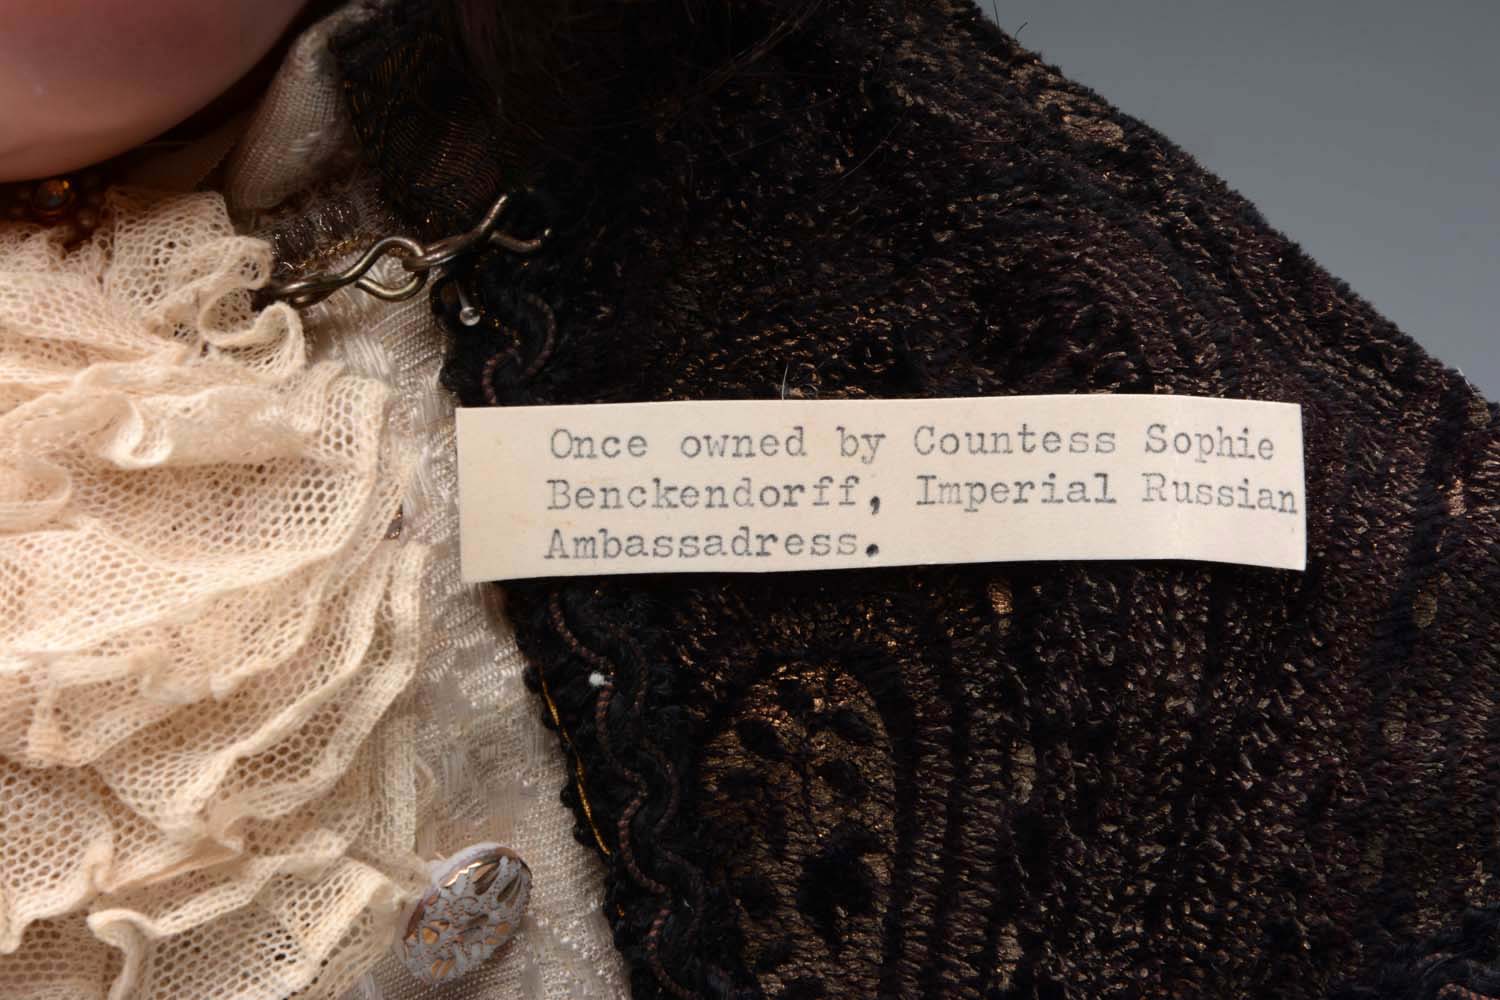 Once owned by Countess Sophie
Benckendorff, Imperial Russian
Ambassadress.